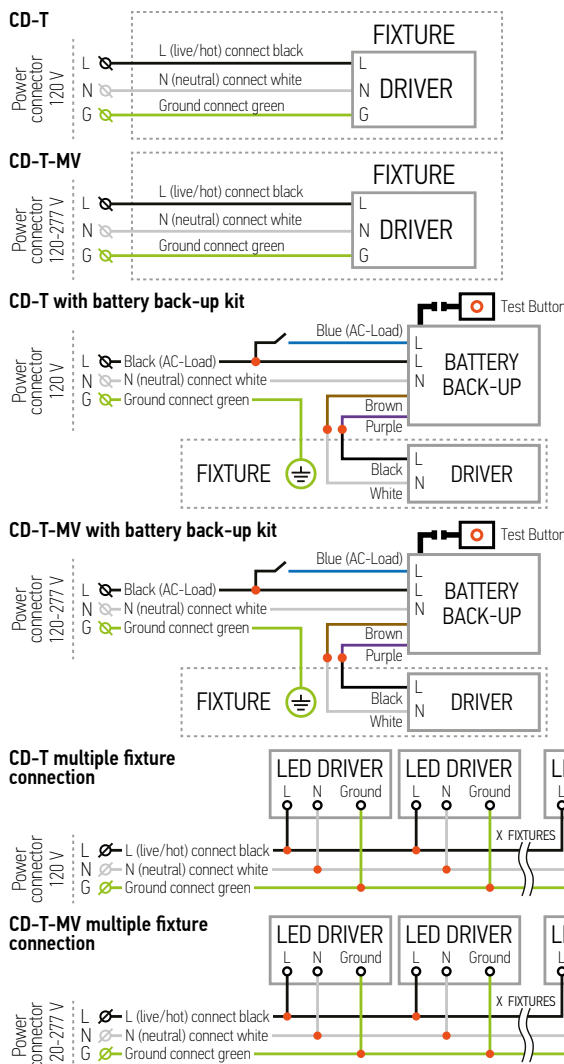 CD-T
FIXTURE
Power
connector
120 V
L
N
G
L (live/hot) connect black
N (neutral) connect white
Ground connect green
L
N
G
DRIVER
CD-T-MV
FIXTURE
Power
connector
120-277 V
L
N
G
L (live/hot) connect black
N (neutral) connect white
Ground connect green
L
N
G
DRIVER
CD-T with battery back-up kit
Test Button
Blue (AC-Load)
Power
connector
120 V
L
N
G
Black (AC-Load)
N (neutral) connect white
Ground connect green
L
L
N
BATTERY
BACK-UP
Brown
Purple
FIXTURE
Black
White
L
N
DRIVER
CD-T-MV with battery back-up kit
Test Button
Blue (AC-Load)
Power
connector
120-277 V
L
N
G
Black (AC-Load)
N (neutral) connect white
Ground connect green
L
L
N
BATTERY
BACK-UP
Brown
Purple
FIXTURE
Black
White
L
N
DRIVER
CD-T multiple fixture
connection
LED DRIVER
L N Ground
LED DRIVER
L N Ground
L
X FIXTURES
Power
connector
120 V
L
N
G
L (live/hot) connect black
N (neutral) connect white
Ground connect green
CD-T-MV multiple fixture
connection
LED DRIVER
L N Ground
LED DRIVER
L N Ground
L
X FIXTURES
Power
connector
L
N
G
L (live/hot) connect black
N (neutral) connect white
Ground connect green